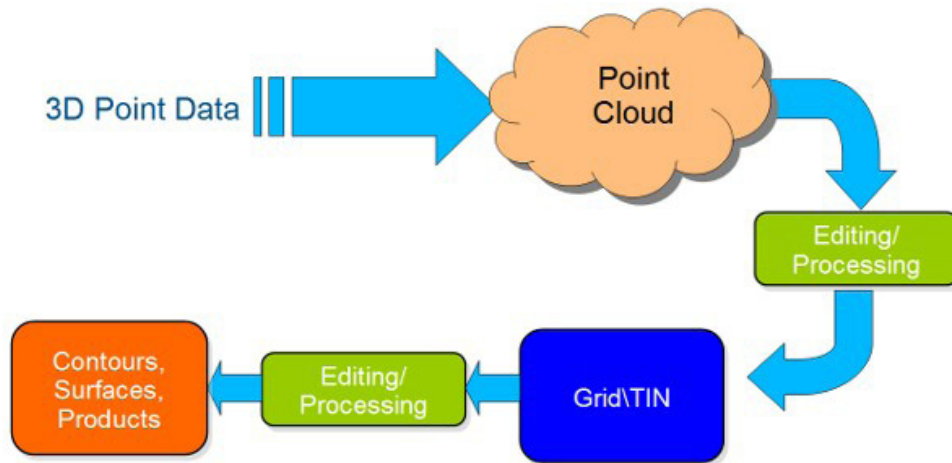 3D Point Data
Point
Cloud
Editing/
Processing
Grid\TIN
Editing/
Processing
Contours,
Surfaces,
Products